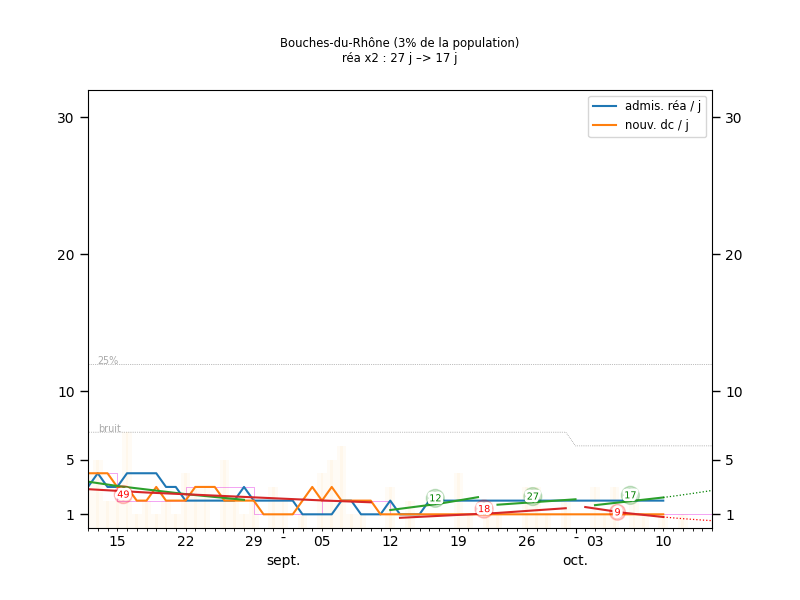 Bouches-du-Rhône (3% de la population)
réa x2 : 27 j –> 17 j
admis. réa / j
nouv. dc / j
30 30
20 20
25%
10 10
bruit
5 5
49 12 18 27 9 17
1 1
15 22 29 - 05 12 19 26 - 03 10
sept. oct.